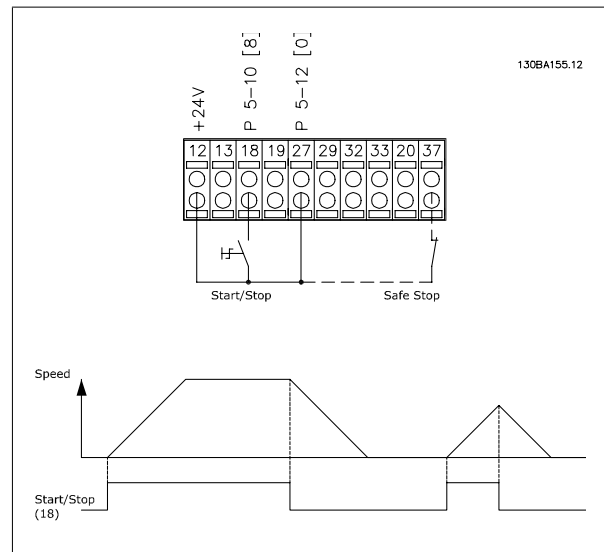 130BA155.12
+24V
P 5-10 [8]
P 5-12 [0]
12 13 18 19 27 29 32 33 20 37
Start/Stop
Safe Stop
Speed
Start/Stop
(18)